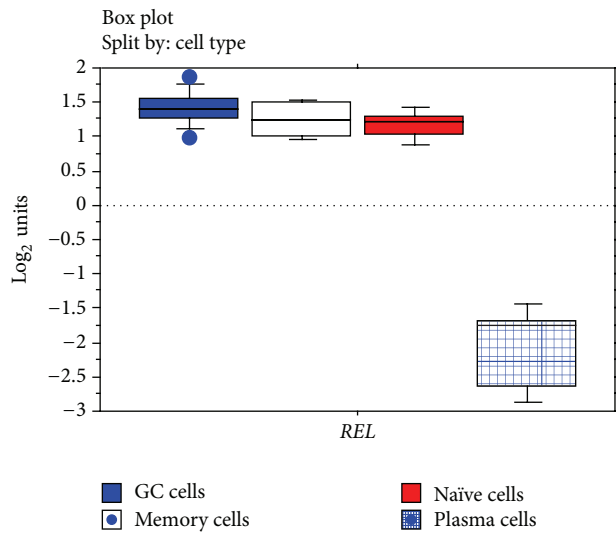 Box plot
Split by: cell type
Log₂ units
2
1.5
1
0.5
0
−0.5
−1
−1.5
−2
−2.5
−3
REL
GC cells
Naïve cells
Memory cells
Plasma cells